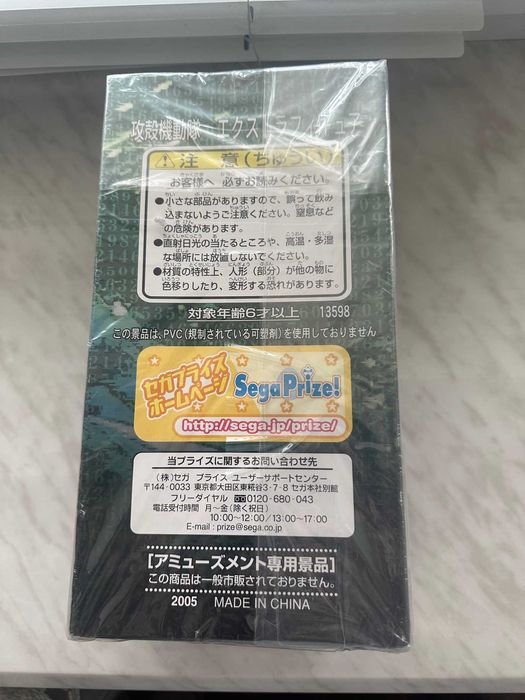 攻殻機動隊 エクストラフィギュア
⚠注 意(ちゅうい)
お客様へ 必ずお読みください。
●小さな部品がありますので、誤って飲み
込まないようご注意ください。窒息など
の危険があります。
●直射日光の当たるところや、高温・多湿
な場所には放置しないでください。
●材質の特性上、人形(部分)が他の物に
色移りしたり、変形する恐れがあります。
対象年齢6才以上 13598
この景品は、PVC(規制されている可塑剤)を使用しておりません
セガプライズ
ホームページ
SegaPrize!
http://sega.jp/prize/
当プライズに関するお問い合わせ先
(株)セガ プライズ ユーザーサポートセンター
〒144-0033 東京都大田区東糀谷3-7-8 セガ本社別館
フリーダイヤル 0120-680-043
電話受付時間 月〜金(除く祝日)
10:00〜12:00/13:00〜17:00
E-mail : prize@sega.co.jp
[アミューズメント専用景品]
この商品は一般市販されておりません。
2005 MADE IN CHINA